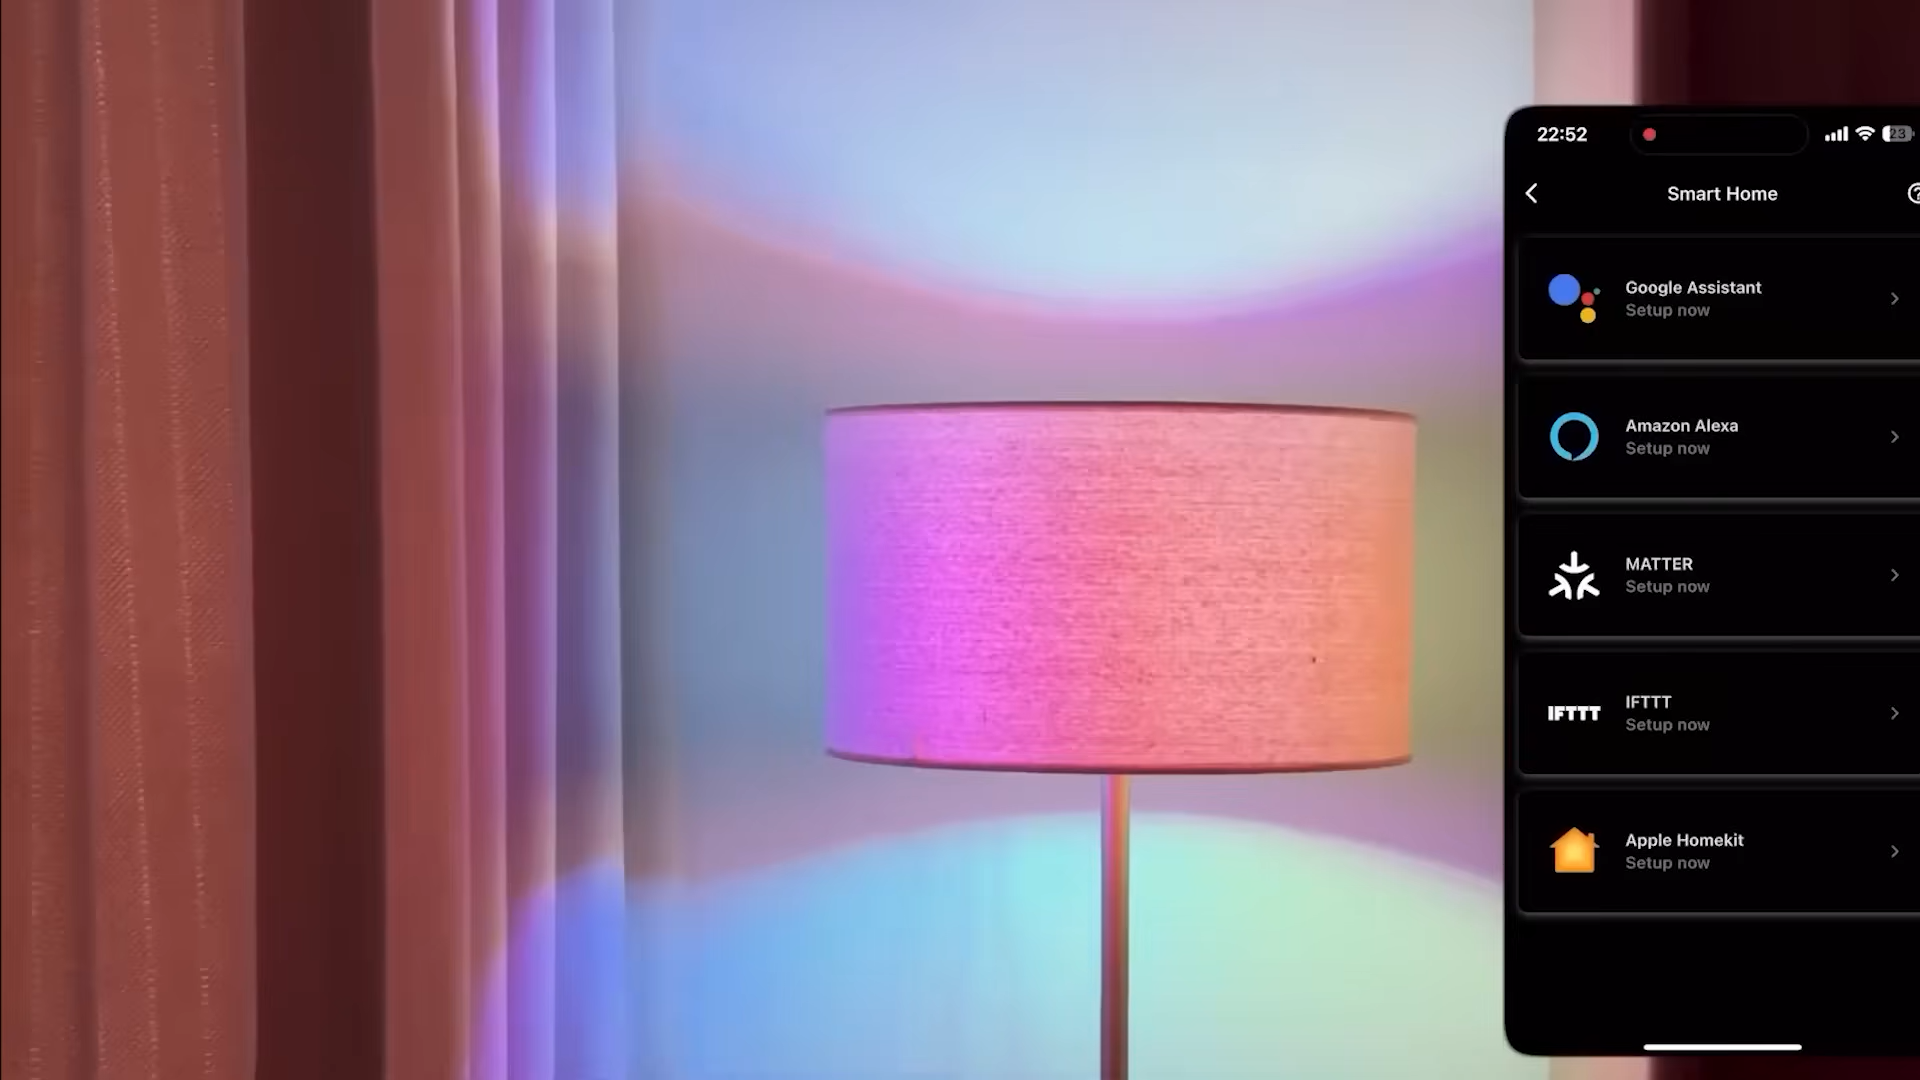 22:52
23
Smart Home
Google Assistant
Setup now
Amazon Alexa
Setup now
MATTER
Setup now
IFTTT
IFTTT
Setup now
Apple Homekit
Setup now